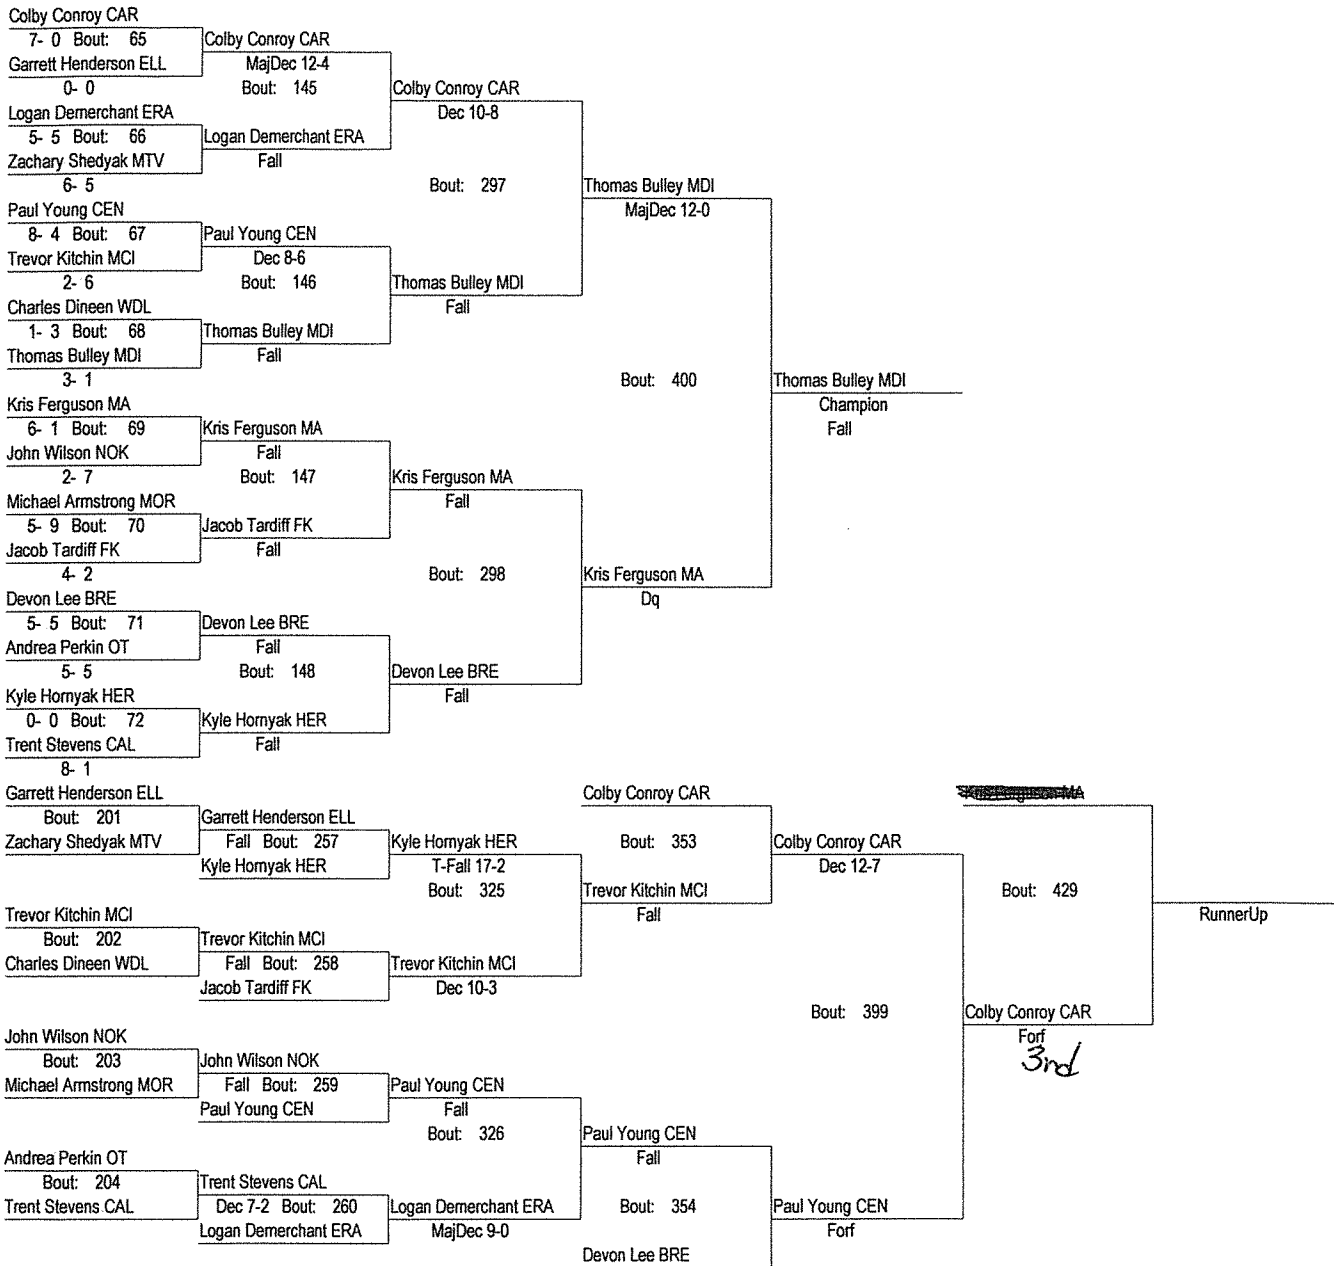 Colby Conroy CAR
7- 0 Bout: 65
Garrett Henderson ELL
0- 0
Logan Demerchant ERA
5- 5 Bout: 66
Zachary Shedyak MTV
6- 5
Paul Young CEN
8- 4 Bout: 67
Trevor Kitchin MCI
2- 6
Charles Dineen WDL
1- 3 Bout: 68
Thomas Bulley MDI
3- 1
Kris Ferguson MA
6- 1 Bout: 69
John Wilson NOK
2- 7
Michael Armstrong MOR
5- 9 Bout: 70
Jacob Tardiff FK
4- 2
Devon Lee BRE
5- 5 Bout: 71
Andrea Perkin OT
5- 5
Kyle Hornyak HER
0- 0 Bout: 72
Trent Stevens CAL
8- 1
Colby Conroy CAR
MajDec 12-4
Bout: 145
Logan Demerchant ERA
Fall
Paul Young CEN
Dec 8-6
Bout: 146
Thomas Bulley MDI
Fall
Kris Ferguson MA
Fall
Bout: 147
Jacob Tardiff FK
Fall
Devon Lee BRE
Fall
Bout: 148
Kyle Hornyak HER
Fall
Colby Conroy CAR
Dec 10-8
Bout: 297
Thomas Bulley MDI
Fall
Kris Ferguson MA
Fall
Bout: 298
Devon Lee BRE
Fall
Thomas Bulley MDI
MajDec 12-0
Bout: 400
Kris Ferguson MA
Dq
Thomas Bulley MDI
Champion
Fall
Garrett Henderson ELL
Bout: 201
Zachary Shedyak MTV
Trevor Kitchin MCI
Bout: 202
Charles Dineen WDL
John Wilson NOK
Bout: 203
Michael Armstrong MOR
Andrea Perkin OT
Bout: 204
Trent Stevens CAL
Garrett Henderson ELL
Fall Bout: 257
Kyle Hornyak HER
Trevor Kitchin MCI
Fall Bout: 258
Jacob Tardiff FK
John Wilson NOK
Fall Bout: 259
Paul Young CEN
Trent Stevens CAL
Dec 7-2 Bout: 260
Logan Demerchant ERA
Kyle Hornyak HER
T-Fall 17-2
Bout: 325
Trevor Kitchin MCI
Dec 10-3
Paul Young CEN
Fall
Bout: 326
Logan Demerchant ERA
MajDec 9-0
Colby Conroy CAR
Bout: 353
Trevor Kitchin MCI
Fall
Paul Young CEN
Fall
Bout: 354
Devon Lee BRE
Colby Conroy CAR
Dec 12-7
Bout: 399
Paul Young CEN
Forf
Bout: 429
Colby Conroy CAR
Forf
3rd
RunnerUp